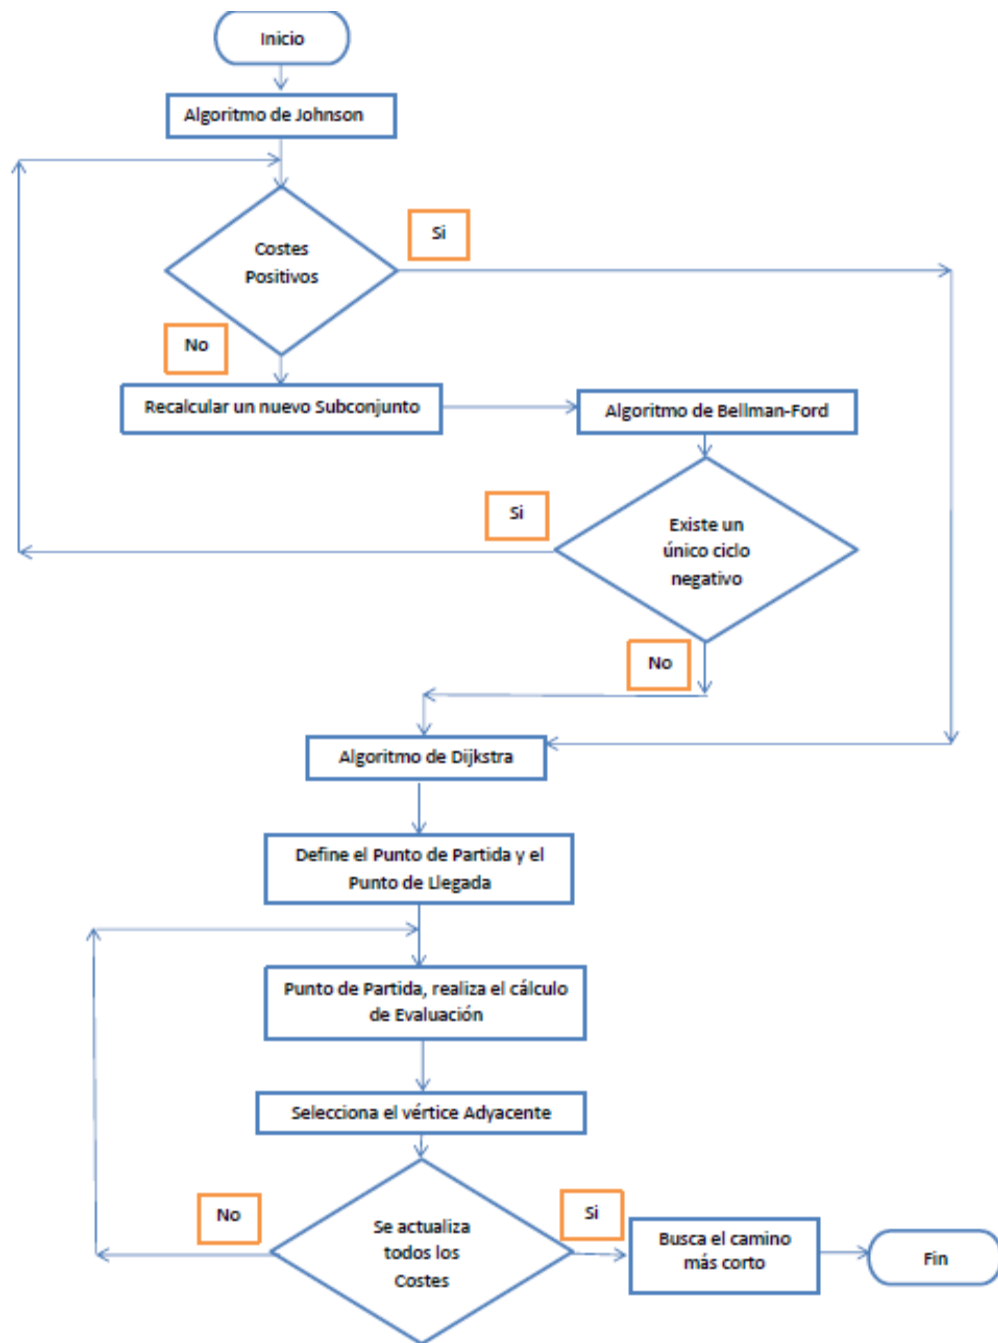 Inicio
Algoritmo de Johnson
Si
Costes
Positivos
No
Recalcular un nuevo Subconjunto
Algoritmo de Bellman-Ford
Si
Existe un
único ciclo
negativo
No
Algoritmo de Dijkstra
Define el Punto de Partida y el
Punto de Llegada
Punto de Partida, realiza el cálculo
de Evaluación
Selecciona el vértice Adyacente
No
Se actualiza
todos los
Costes
Si
Busca el camino
más corto
Fin